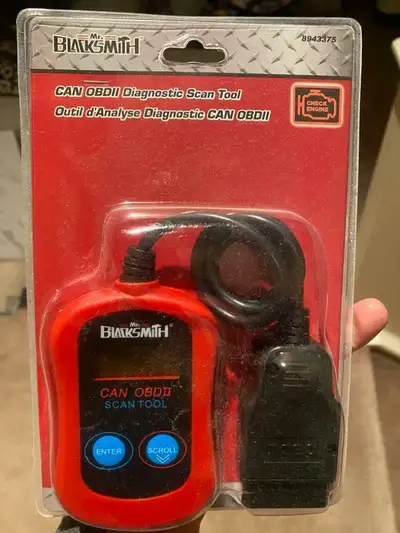 Mr.
BLACKSMITH®
8943375
CAN OBDII Diagnostic Scan Tool
Outil d'Analyse Diagnostic CAN OBDII
CHECK
ENGINE
Mr.
BLACKSMITH®
CAN OBDII
SCAN TOOL
ENTER
SCROLL